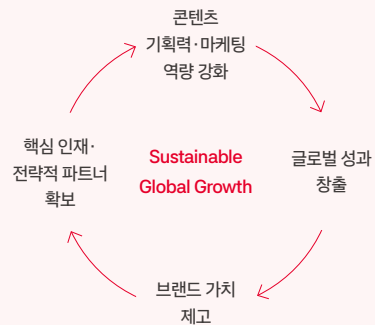 콘텐츠
기획력·마케팅
역량 강화
핵심 인재·
전략적 파트너
확보
Sustainable
Global Growth
글로벌 성과
창출
브랜드 가치
제고